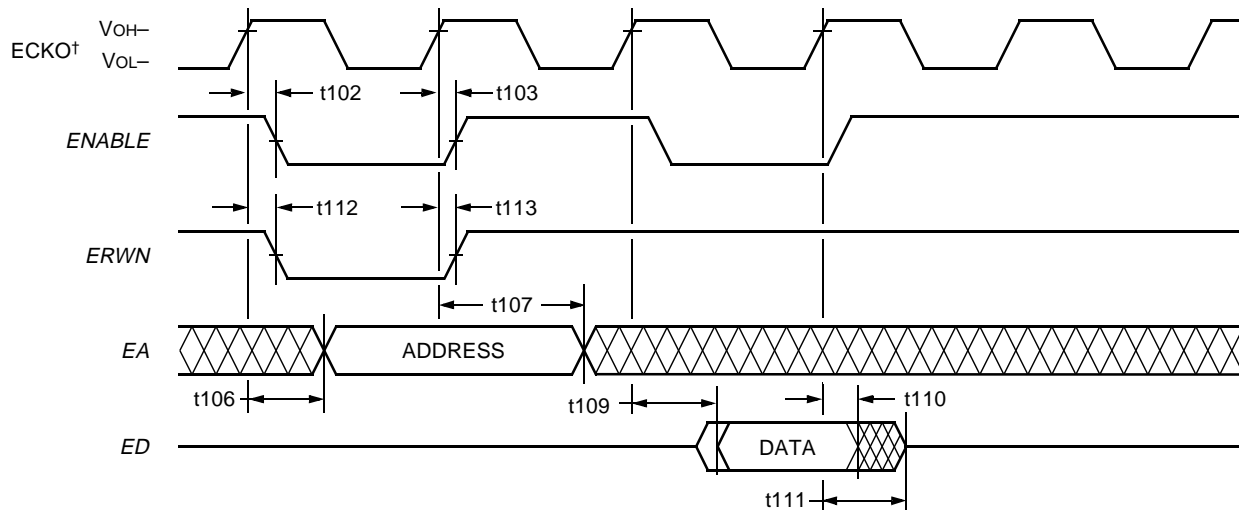 VOH–
ECKO†
VOL–
t102
t103
ENABLE
t112
t113
ERWN
t107
EA
ADDRESS
t106
t109
t110
ED
DATA
t111